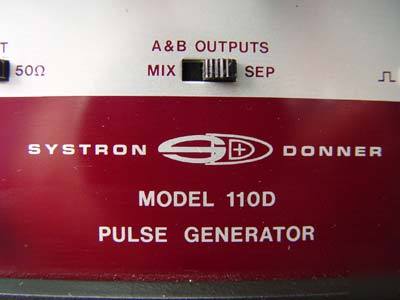 A & B OUTPUTS
50Ω MIX SEP
SYSTRON DONNER
MODEL 110D
PULSE GENERATOR